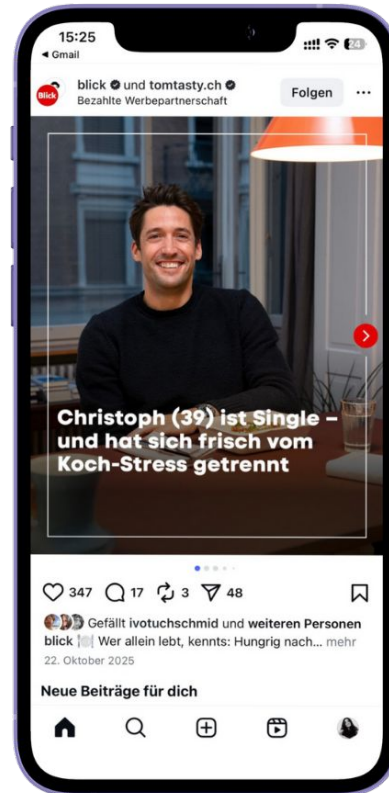 15:25
24
◂ Gmail
blick und tomtasty.ch
Bezahlte Werbepartnerschaft
Folgen
Blick
Christoph (39) ist Single –
und hat sich frisch vom
Koch-Stress getrennt
347 17 3 48
Gefällt ivotuchschmid und weiteren Personen
blick 🍽️ Wer allein lebt, kennts: Hungrig nach... mehr
22. Oktober 2025
Neue Beiträge für dich